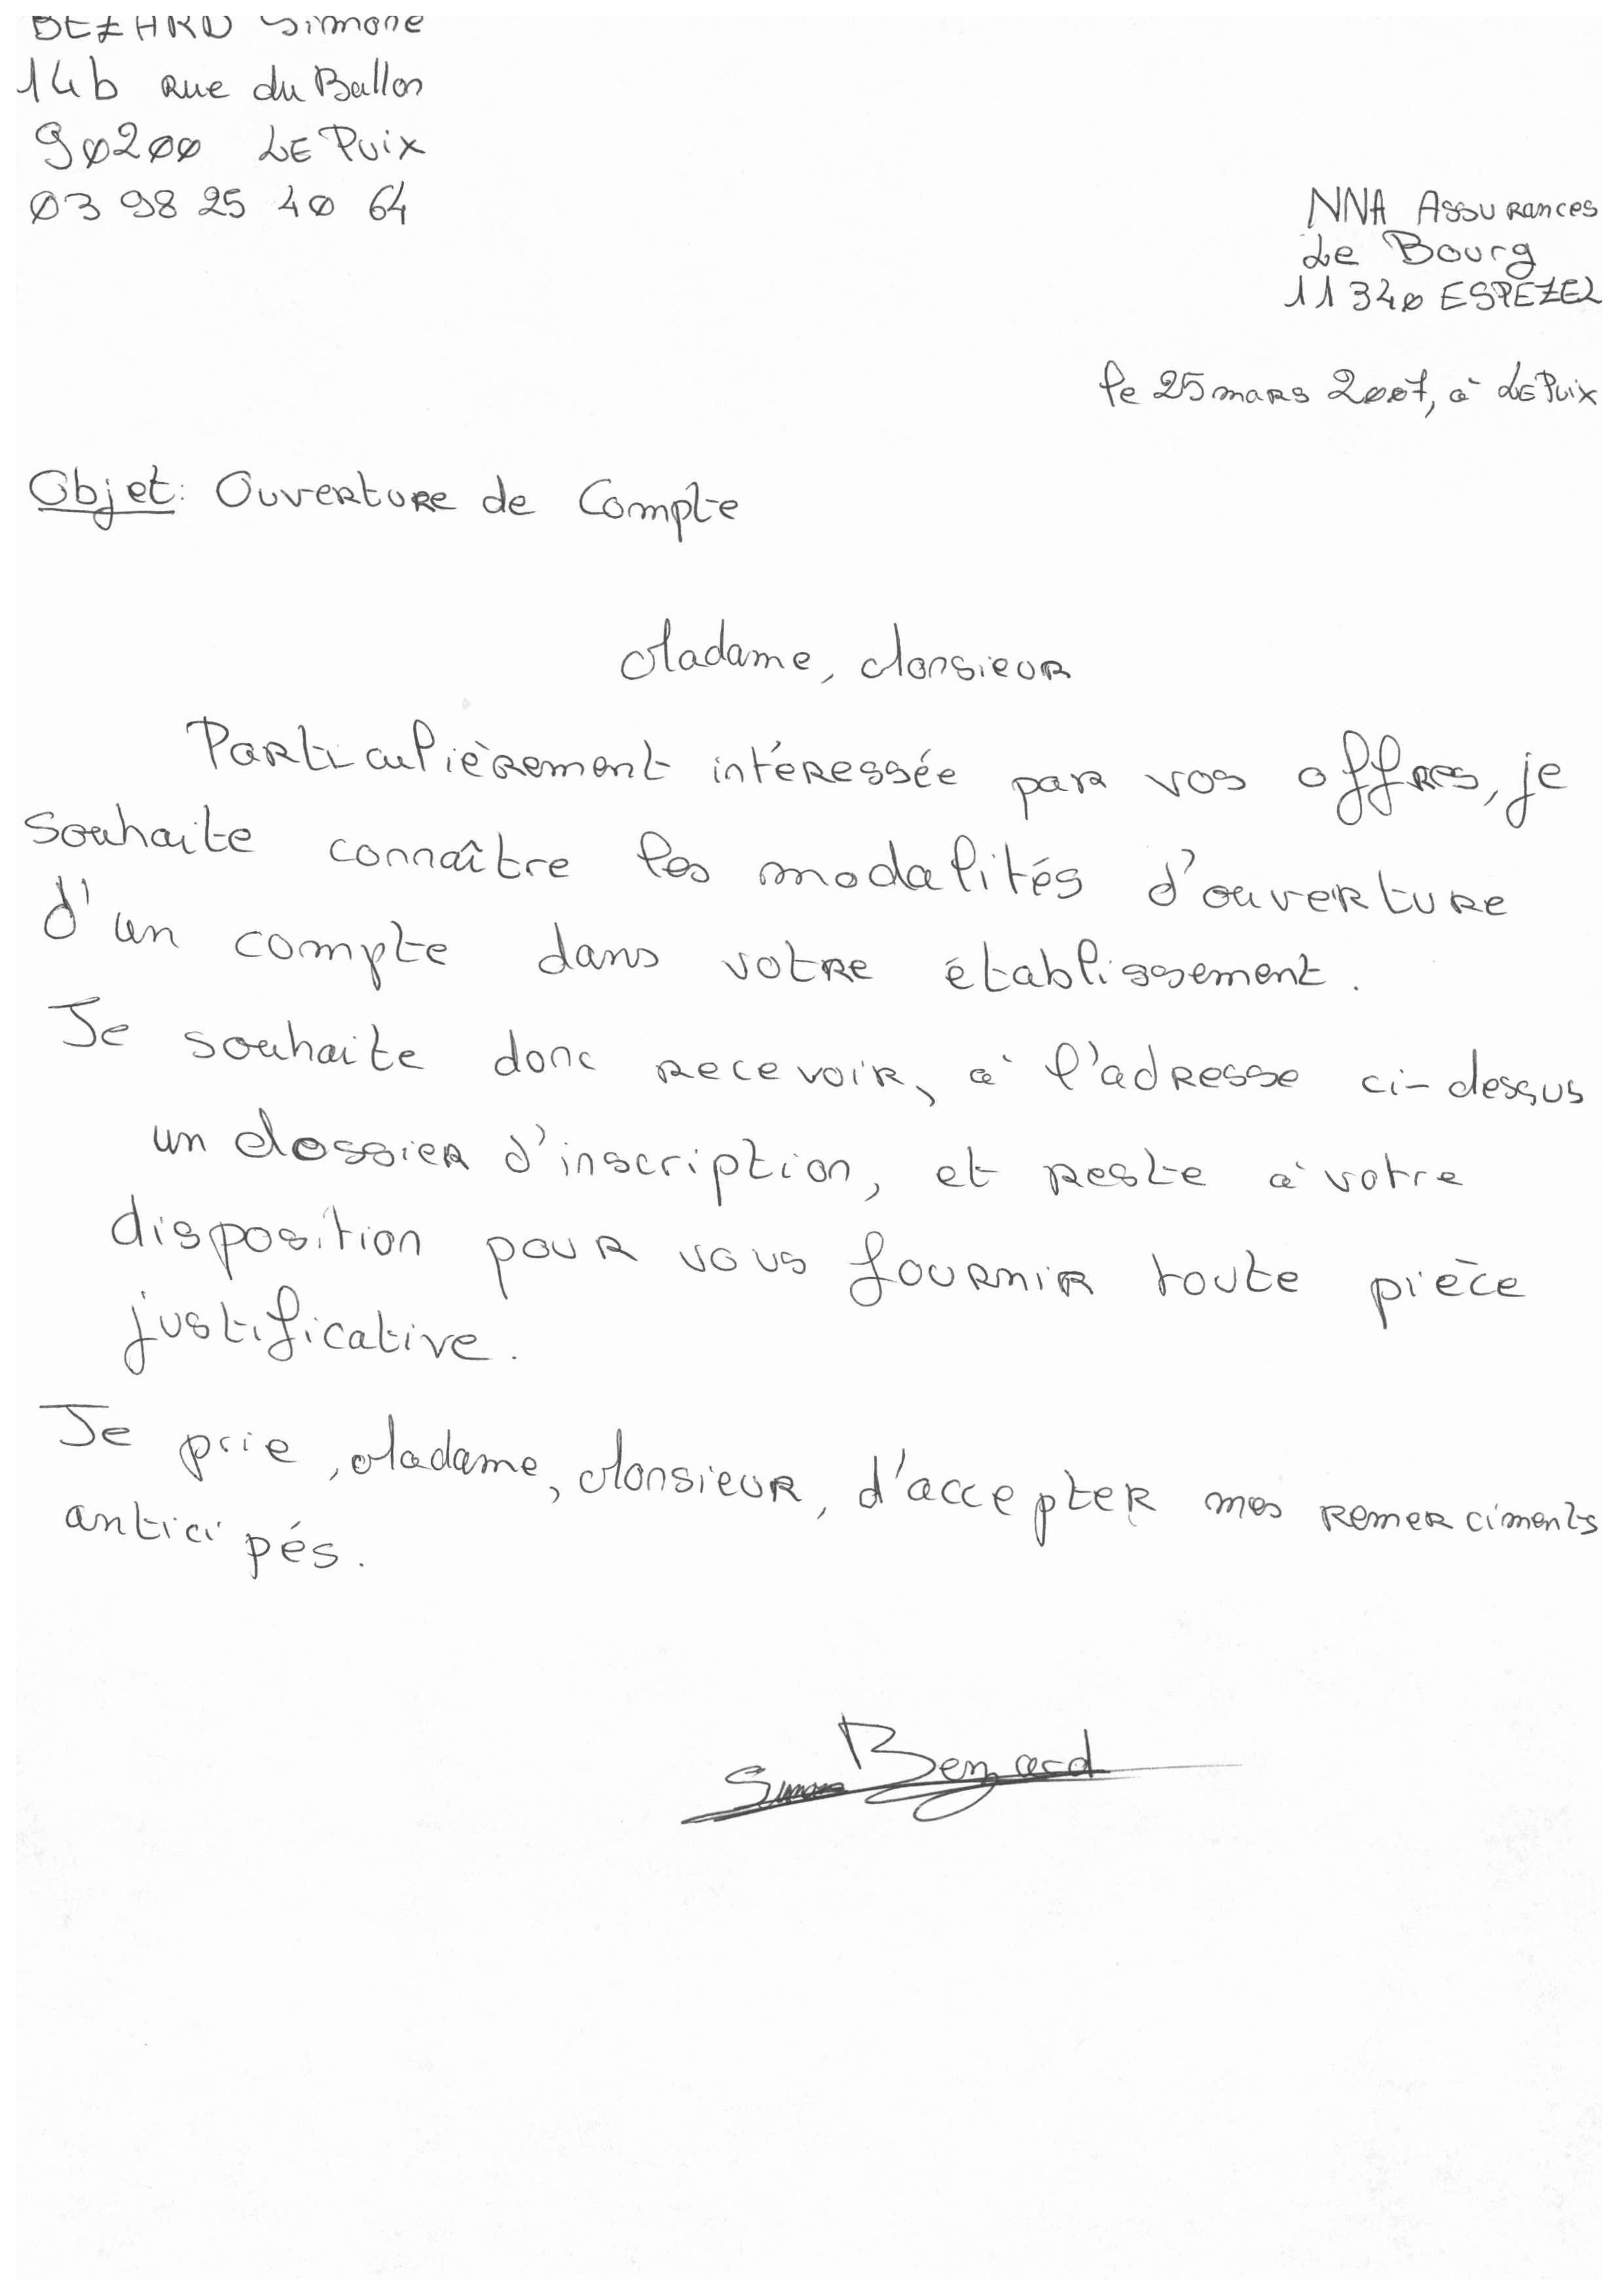 BEZARD Simone
14b rue du Ballon
90200 LE PUIX
03 98 25 40 64
NNA Assurances
Le Bourg
11340 ESPEZEL
le 25 mars 2007, à LE Puix
Objet: Ouverture de Compte
Madame, Monsieur
Particulièrement intéressée par vos offres, je
souhaite connaître les modalités d'ouverture
d'un compte dans votre établissement.
Je souhaite donc recevoir, à l'adresse ci-dessus
un dossier d'inscription, et reste à votre
disposition pour vous fournir toute pièce
justificative.
Je prie, Madame, Monsieur, d'accepter mes remerciments
anticipés.
Simone Benzard